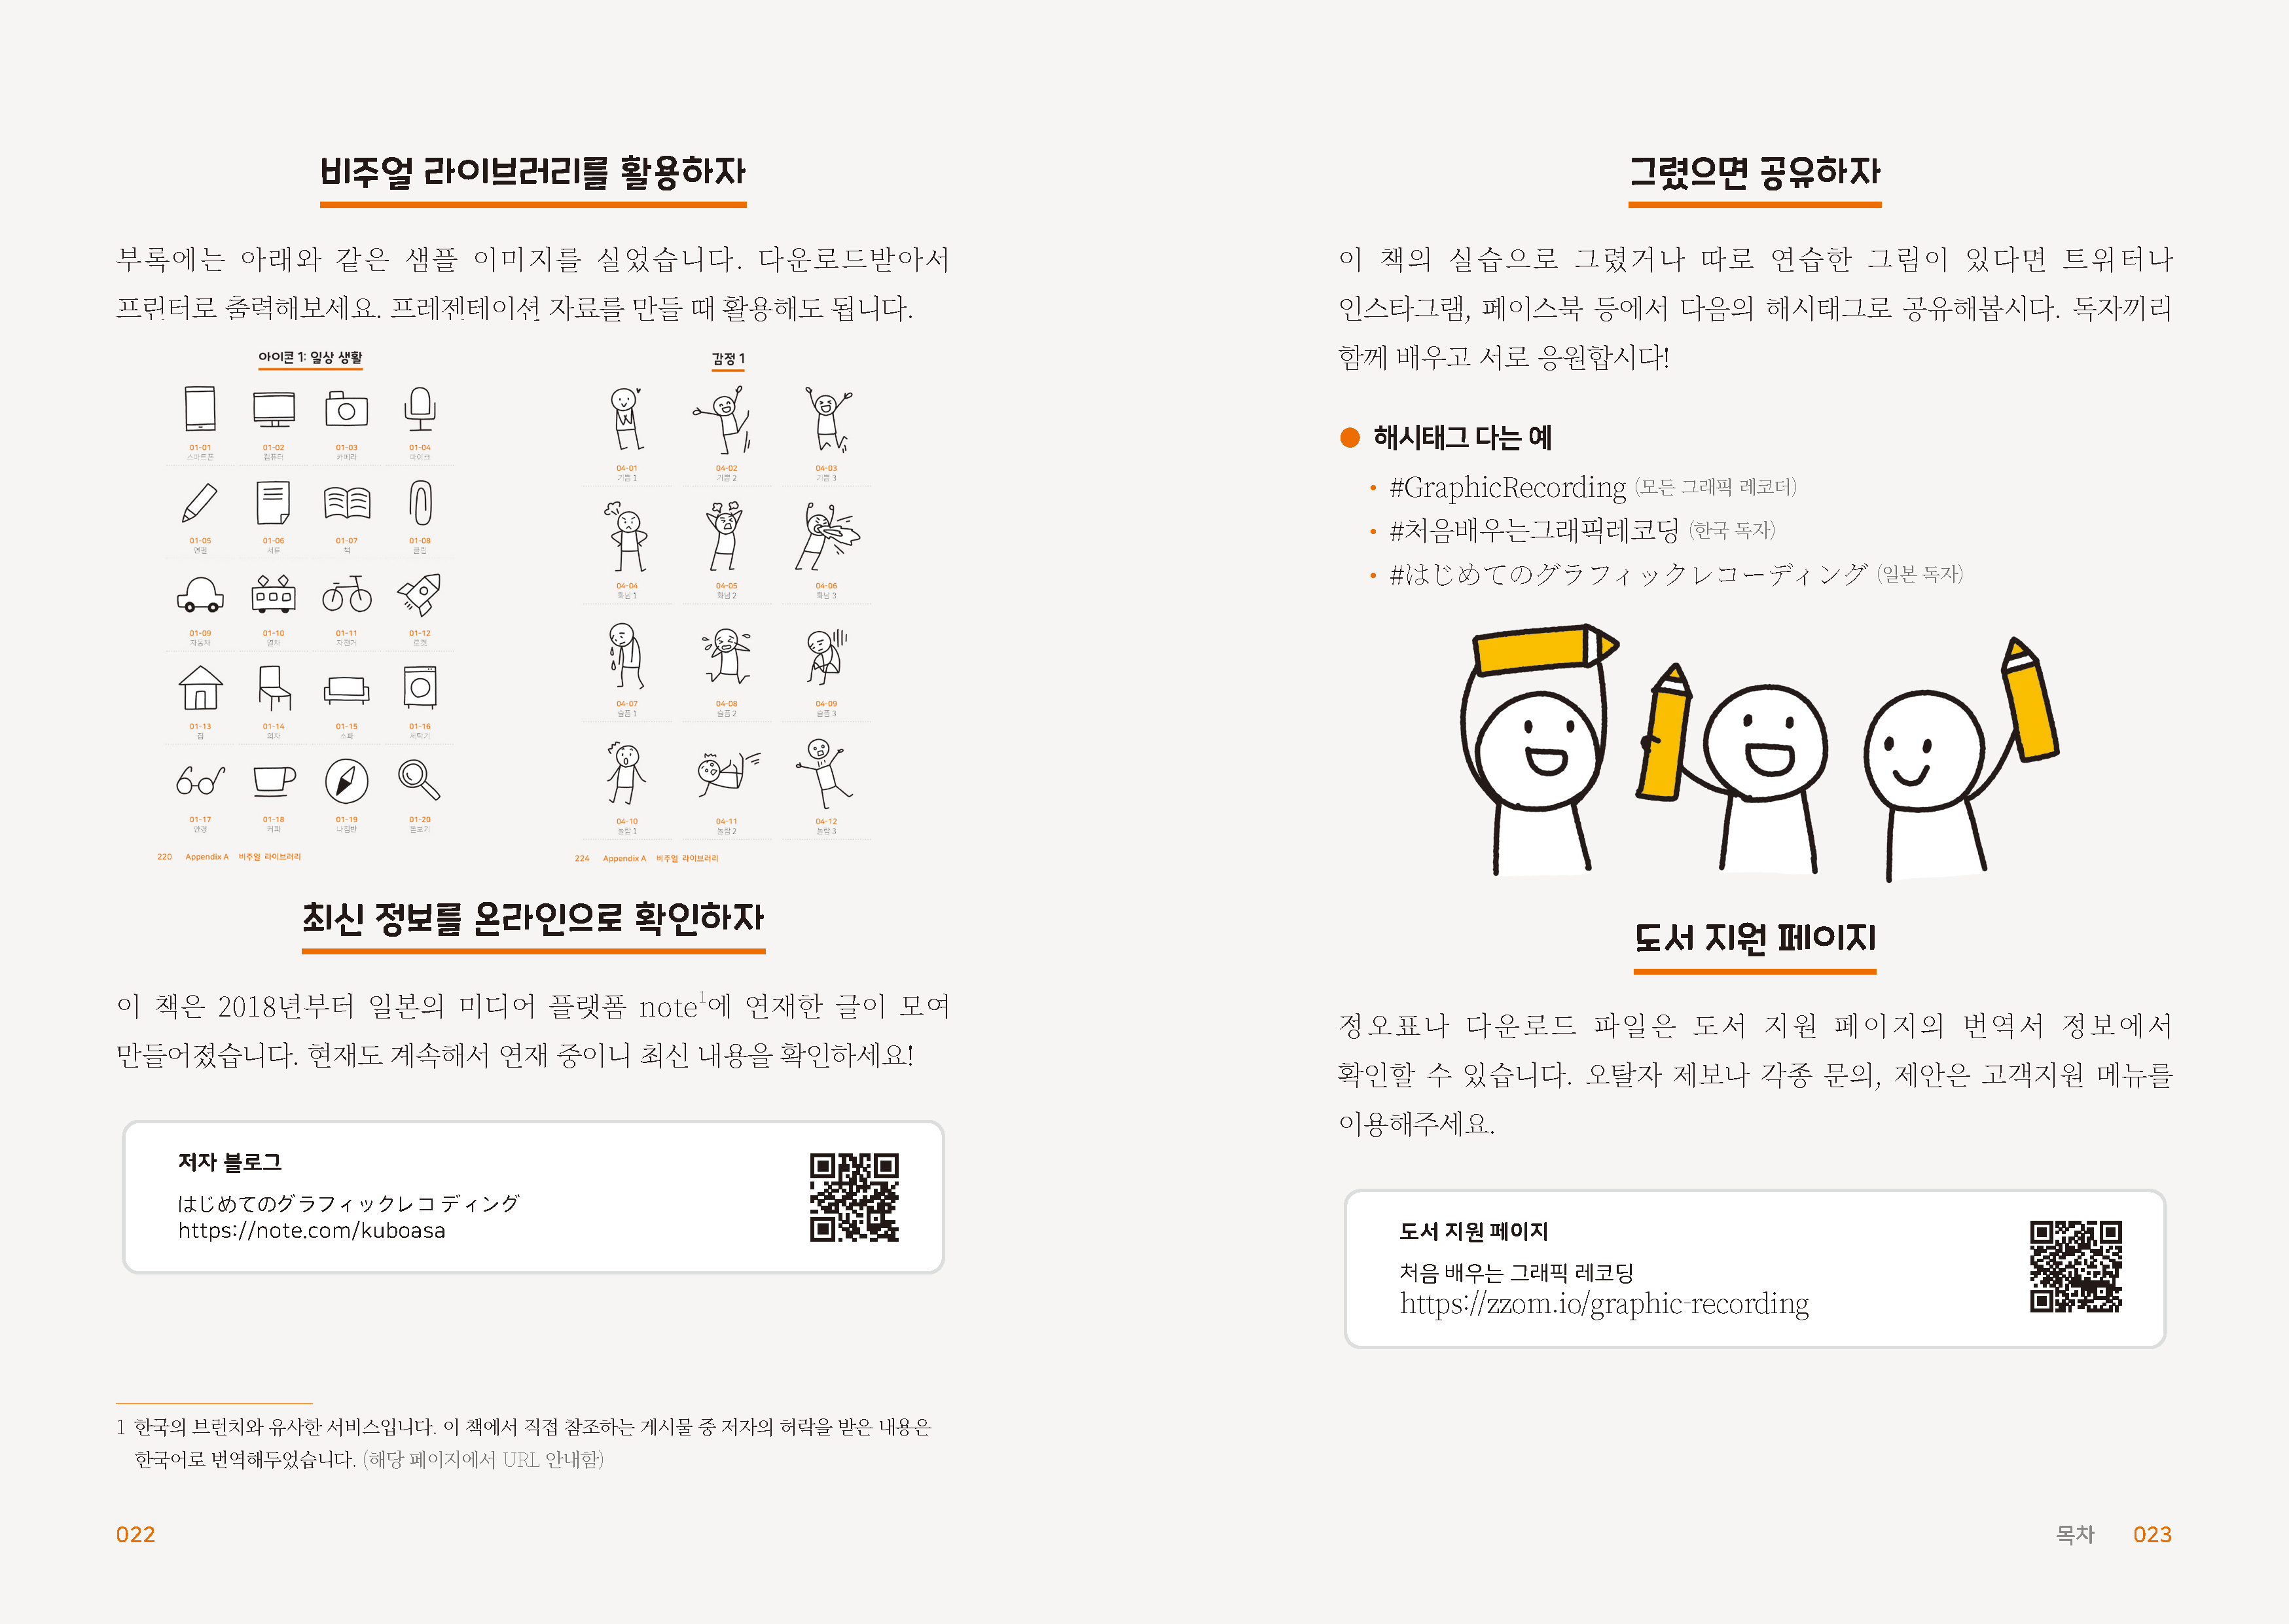 비주얼 라이브러리를 활용하자
부록에는 아래와 같은 샘플 이미지를 실었습니다. 다운로드받아서
프린터로 출력해보세요. 프레젠테이션 자료를 만들 때 활용해도 됩니다.
아이콘 1: 일상 생활
01-01 01-02 01-03 01-04
스마트폰 컴퓨터 카메라 마이크
01-05 01-06 01-07 01-08
연필 서류 책 클립
01-09 01-10 01-11 01-12
자동차 열차 자전거 로켓
01-13 01-14 01-15 01-16
집 의자 소파 세탁기
01-17 01-18 01-19 01-20
안경 커피 나침반 돋보기
220 Appendix A 비주얼 라이브러리
감정 1
04-01 04-02 04-03
기쁨 1 기쁨 2 기쁨 3
04-04 04-05 04-06
화남 1 화남 2 화남 3
04-07 04-08 04-09
슬픔 1 슬픔 2 슬픔 3
04-10 04-11 04-12
놀람 1 놀람 2 놀람 3
224 Appendix A 비주얼 라이브러리
최신 정보를 온라인으로 확인하자
이 책은 2018년부터 일본의 미디어 플랫폼 note1에 연재한 글이 모여
만들어졌습니다. 현재도 계속해서 연재 중이니 최신 내용을 확인하세요!
저자 블로그
はじめてのグラフィックレコ ディング
https://note.com/kuboasa
1 한국의 브런치와 유사한 서비스입니다. 이 책에서 직접 참조하는 게시물 중 저자의 허락을 받은 내용은
한국어로 번역해두었습니다. (해당 페이지에서 URL 안내함)
022
그렸으면 공유하자
이 책의 실습으로 그렸거나 따로 연습한 그림이 있다면 트위터나
인스타그램, 페이스북 등에서 다음의 해시태그로 공유해봅시다. 독자끼리
함께 배우고 서로 응원합시다!
● 해시태그 다는 예
• #GraphicRecording (모든 그래픽 레코더)
• #처음배우는그래픽레코딩 (한국 독자)
• #はじめてのグラフィックレコーディング (일본 독자)
도서 지원 페이지
정오표나 다운로드 파일은 도서 지원 페이지의 번역서 정보에서
확인할 수 있습니다. 오탈자 제보나 각종 문의, 제안은 고객지원 메뉴를
이용해주세요.
도서 지원 페이지
처음 배우는 그래픽 레코딩
https://zzom.io/graphic-recording
목차 023